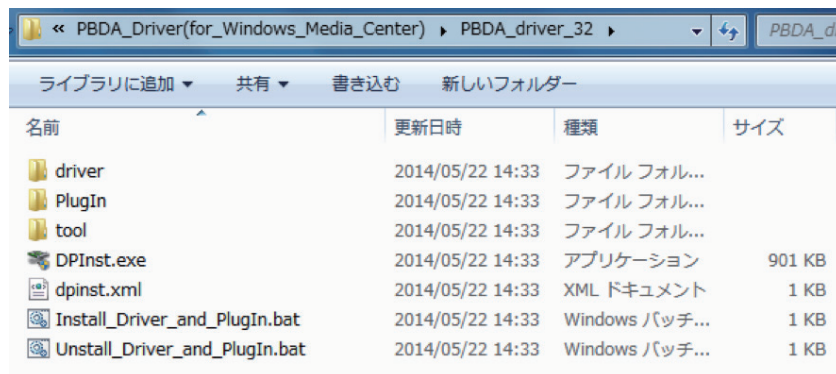 « PBDA_Driver(for_Windows_Media_Center) ▸ PBDA_driver_32 ▸ PBDA_d
ライブラリに追加 ▼ 共有 ▼ 書き込む 新しいフォルダー
名前 更新日時 種類 サイズ
driver 2014/05/22 14:33 ファイル フォル...
PlugIn 2014/05/22 14:33 ファイル フォル...
tool 2014/05/22 14:33 ファイル フォル...
DPInst.exe 2014/05/22 14:33 アプリケーション 901 KB
dpinst.xml 2014/05/22 14:33 XML ドキュメント 1 KB
Install_Driver_and_PlugIn.bat 2014/05/22 14:33 Windows バッチ... 1 KB
Unstall_Driver_and_PlugIn.bat 2014/05/22 14:33 Windows バッチ... 1 KB